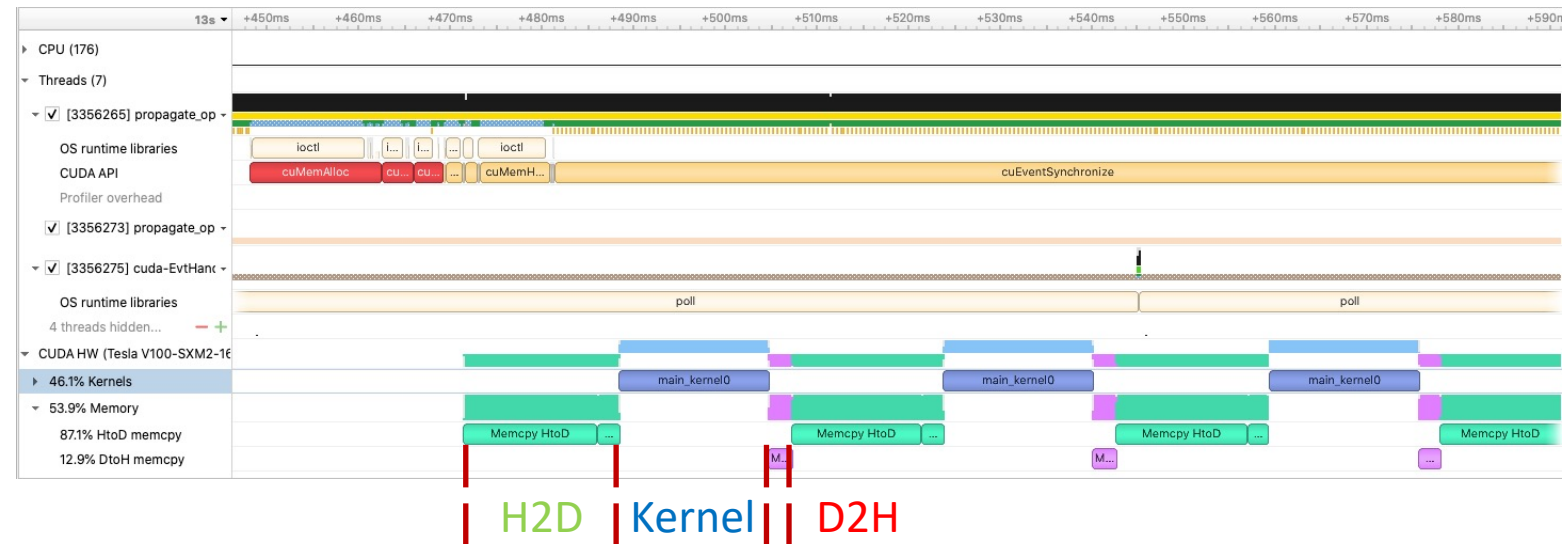 13s +450ms +460ms +470ms +480ms +490ms +500ms +510ms +520ms +530ms +540ms +550ms +560ms +570ms +580ms +590m
CPU (176)
Threads (7)
[3356265] propagate_op
OS runtime libraries ioctl i... i... ... ioctl
CUDA API cuMemAlloc cu... cu... ... cuMemH... cuEventSynchronize
Profiler overhead
[3356273] propagate_op
[3356275] cuda-EvtHanc
OS runtime libraries poll poll
4 threads hidden... − +
CUDA HW (Tesla V100-SXM2-16
46.1% Kernels main_kernel0 main_kernel0 main_kernel0
53.9% Memory
87.1% HtoD memcpy Memcpy HtoD ... Memcpy HtoD ... Memcpy HtoD ... Memcpy HtoD
12.9% DtoH memcpy M... M... ...
H2D Kernel D2H